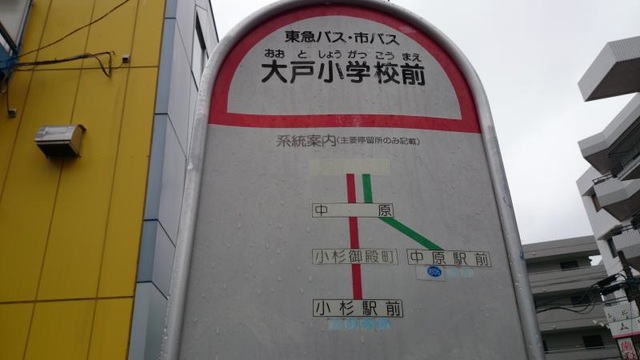 東急バス・市バス
おお と しょう がっ こう まえ
大戸小学校前
系統案内(主要停留所のみ記載)
中 原
小杉御殿町 中原駅前
小杉駅前